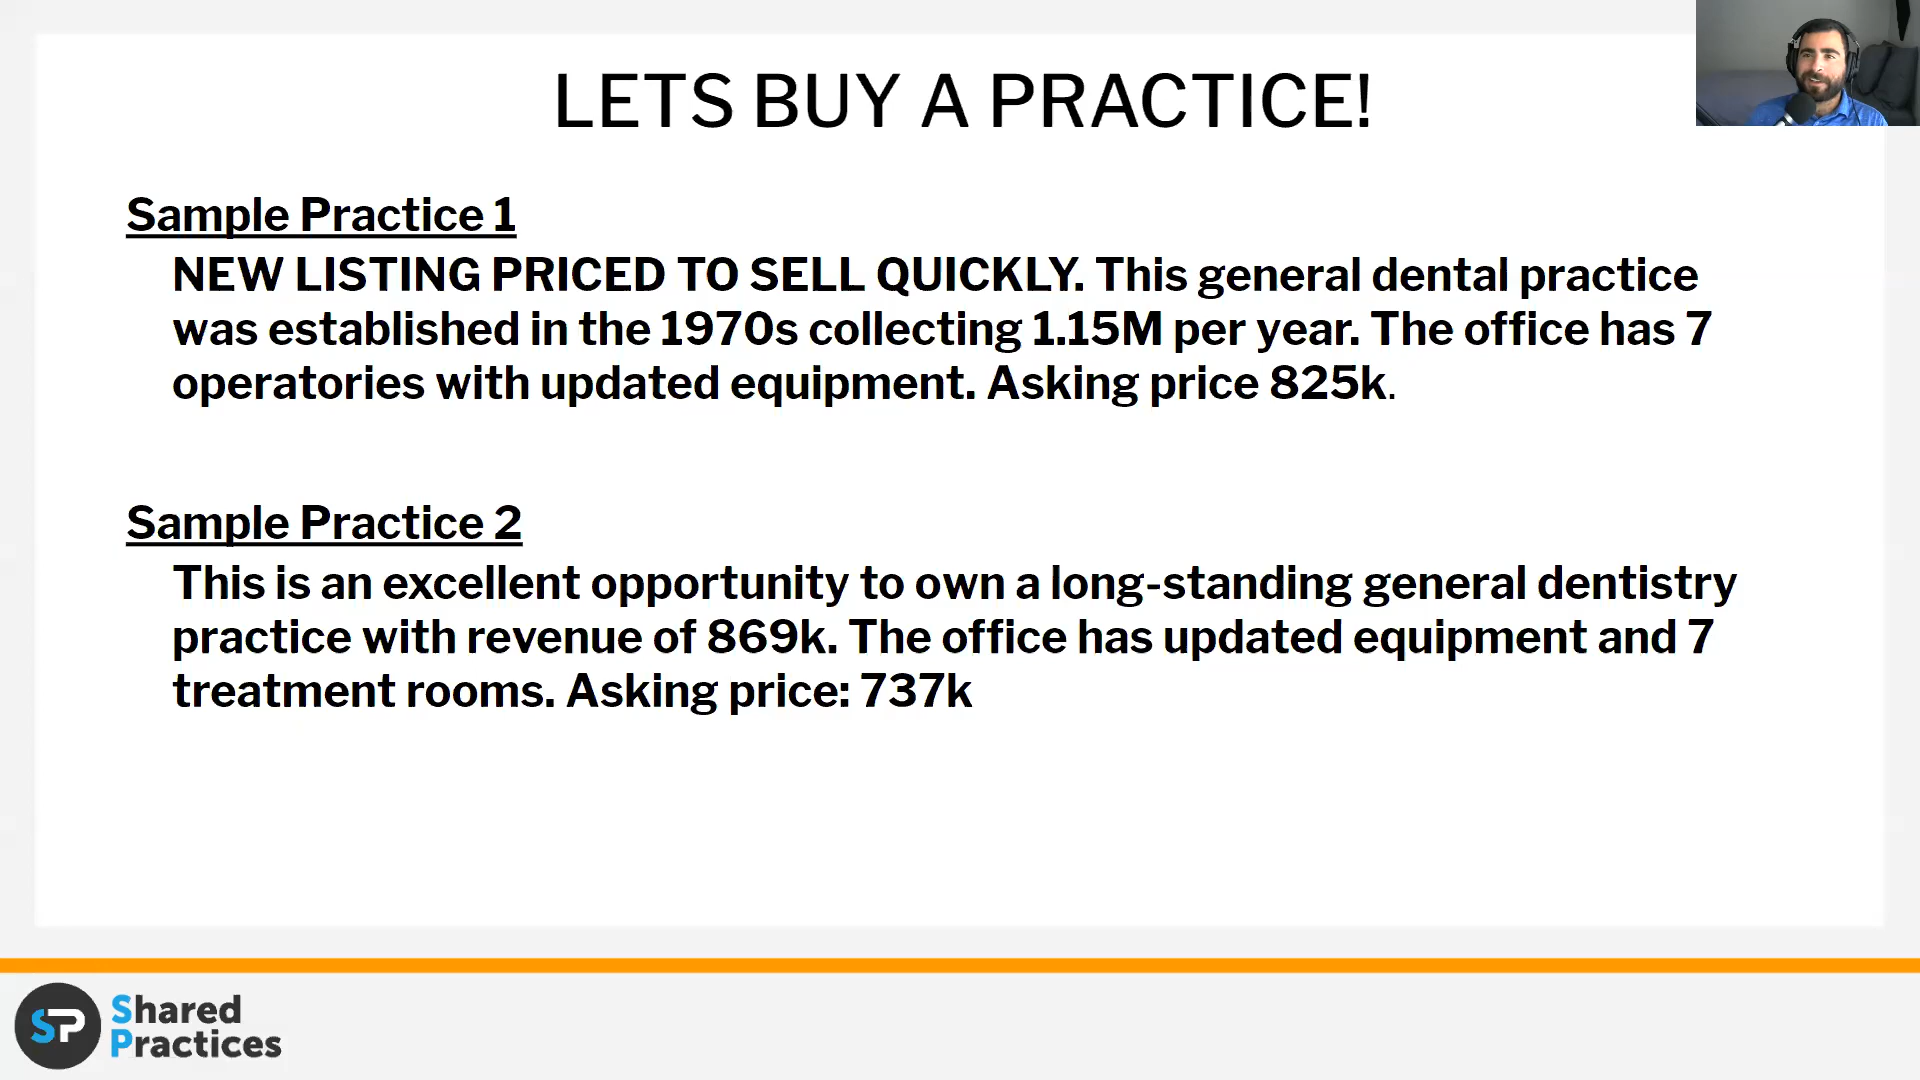 LETS BUY A PRACTICE!
Sample Practice 1
NEW LISTING PRICED TO SELL QUICKLY. This general dental practice
was established in the 1970s collecting 1.15M per year. The office has 7
operatories with updated equipment. Asking price 825k.
Sample Practice 2
This is an excellent opportunity to own a long-standing general dentistry
practice with revenue of 869k. The office has updated equipment and 7
treatment rooms. Asking price: 737k
SP
Shared
Practices